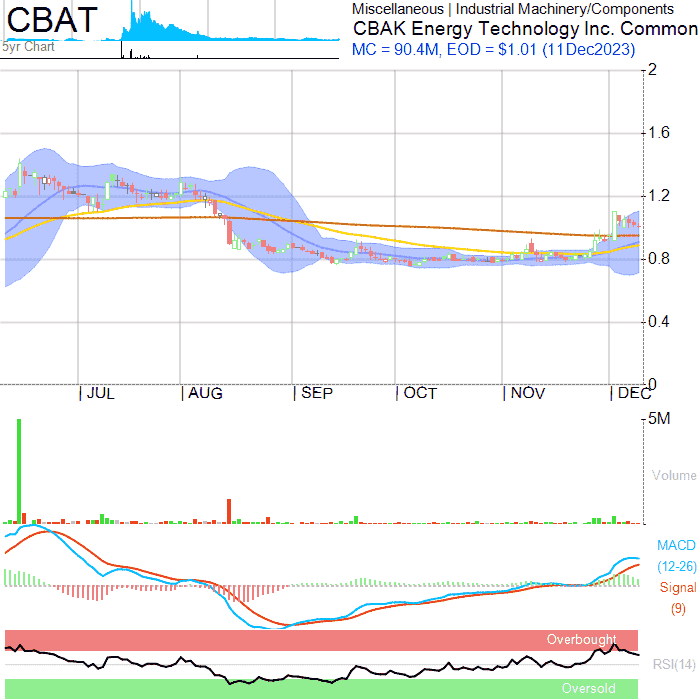 CBAT
5yr Chart
Miscellaneous | Industrial Machinery/Components
CBAK Energy Technology Inc. Common
MC = 90.4M, EOD = $1.01 (11Dec2023)
2
1.6
1.2
0.8
0.4
0
JUL AUG SEP OCT NOV DEC
5M
Volume
MACD
(12-26)
Signal
(9)
Overbought
RSI(14)
Oversold